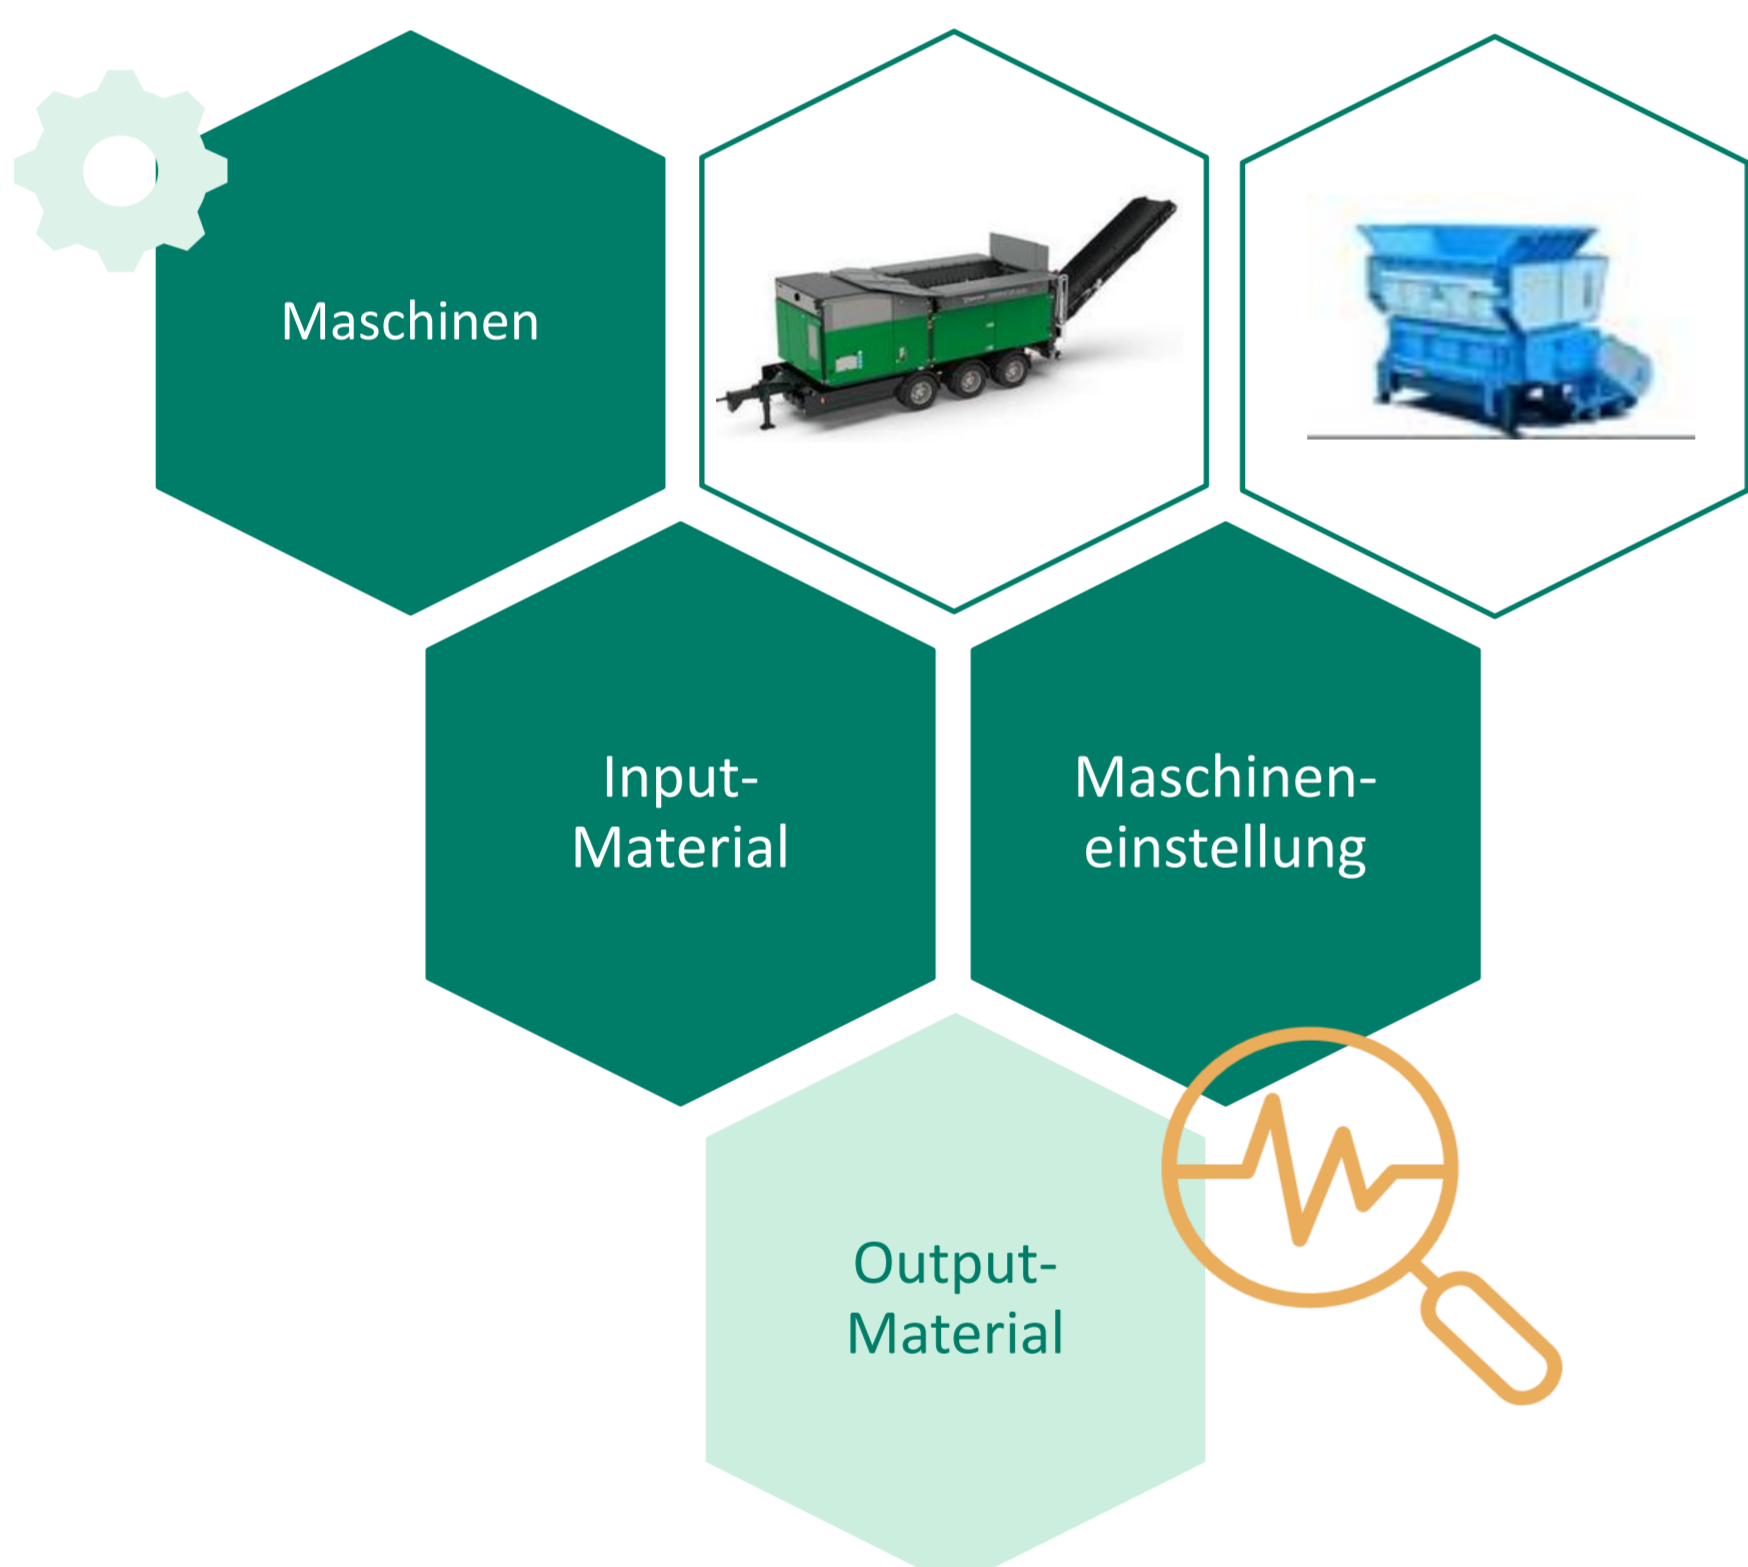 Maschinen
Input-
Material
Maschinen-
einstellung
Output-
Material